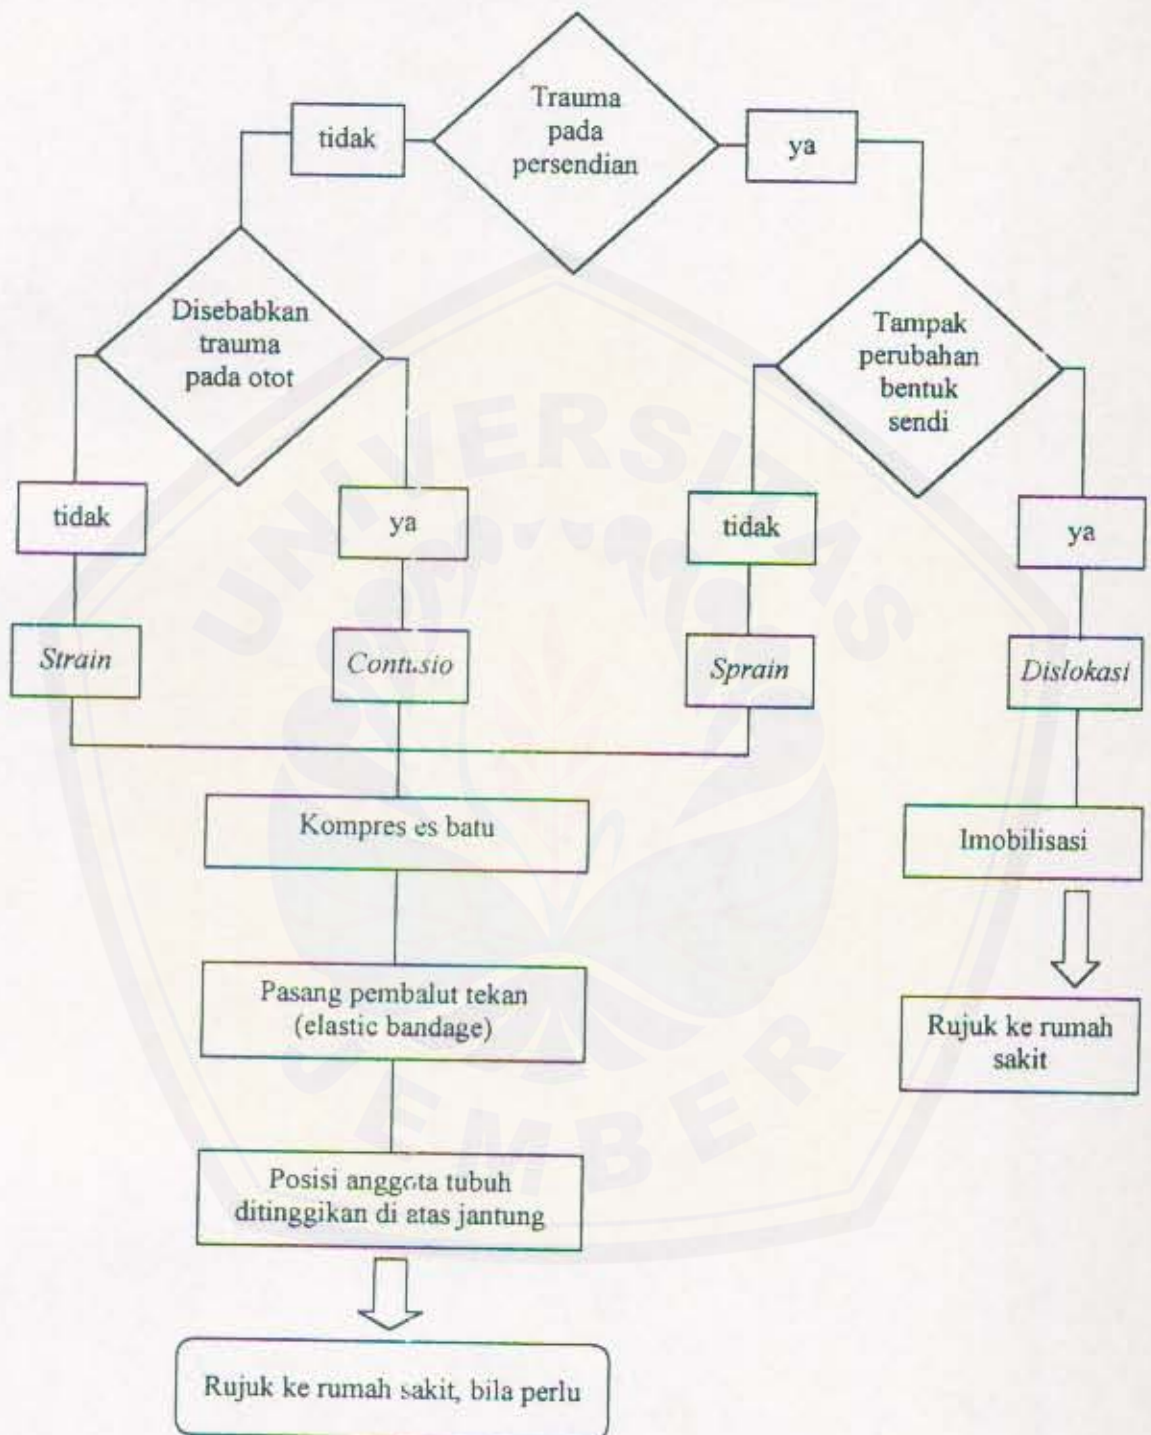 Trauma
pada
persendian
tidak
ya
Disebabkan
trauma
pada otot
Tampak
perubahan
bentuk
sendi
tidak
ya
tidak
ya
Strain
Contusio
Sprain
Dislokasi
Kompres es batu
Imobilisasi
Pasang pembalut tekan
(elastic bandage)
Rujuk ke rumah
sakit
Posisi anggota tubuh
ditinggikan di atas jantung
Rujuk ke rumah sakit, bila perlu
UNIVERSITAS
JEMBER